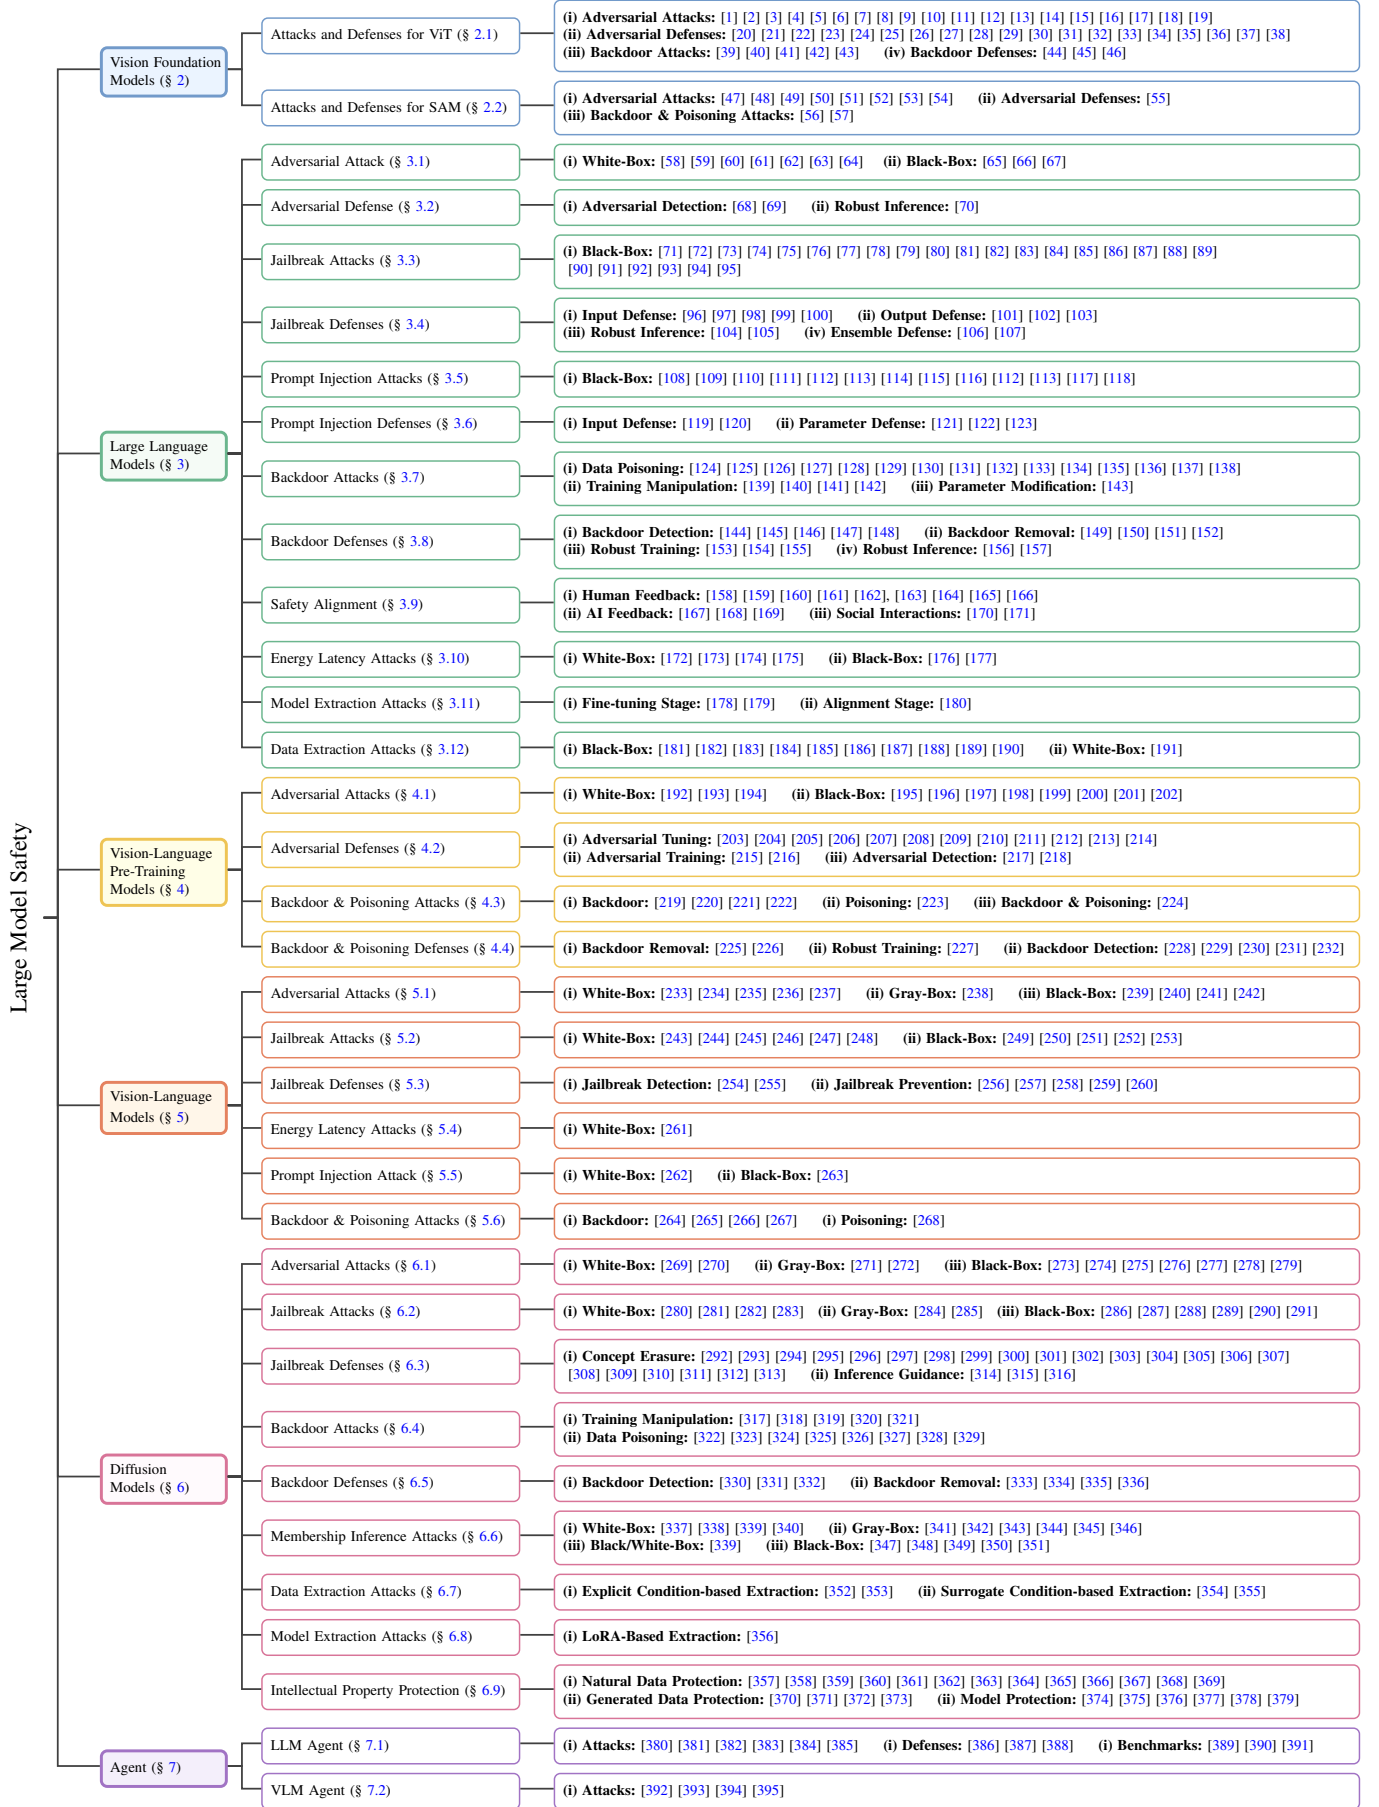 Large Model Safety
Vision Foundation
Models (§ 2)
Attacks and Defenses for ViT (§ 2.1)
(i) Adversarial Attacks: [1] [2] [3] [4] [5] [6] [7] [8] [9] [10] [11] [12] [13] [14] [15] [16] [17] [18] [19]
(ii) Adversarial Defenses: [20] [21] [22] [23] [24] [25] [26] [27] [28] [29] [30] [31] [32] [33] [34] [35] [36] [37] [38]
(iii) Backdoor Attacks: [39] [40] [41] [42] [43] (iv) Backdoor Defenses: [44] [45] [46]
Attacks and Defenses for SAM (§ 2.2)
(i) Adversarial Attacks: [47] [48] [49] [50] [51] [52] [53] [54] (ii) Adversarial Defenses: [55]
(iii) Backdoor & Poisoning Attacks: [56] [57]
Large Language
Models (§ 3)
Adversarial Attack (§ 3.1)
(i) White-Box: [58] [59] [60] [61] [62] [63] [64] (ii) Black-Box: [65] [66] [67]
Adversarial Defense (§ 3.2)
(i) Adversarial Detection: [68] [69] (ii) Robust Inference: [70]
Jailbreak Attacks (§ 3.3)
(i) Black-Box: [71] [72] [73] [74] [75] [76] [77] [78] [79] [80] [81] [82] [83] [84] [85] [86] [87] [88] [89]
[90] [91] [92] [93] [94] [95]
Jailbreak Defenses (§ 3.4)
(i) Input Defense: [96] [97] [98] [99] [100] (ii) Output Defense: [101] [102] [103]
(iii) Robust Inference: [104] [105] (iv) Ensemble Defense: [106] [107]
Prompt Injection Attacks (§ 3.5)
(i) Black-Box: [108] [109] [110] [111] [112] [113] [114] [115] [116] [112] [113] [117] [118]
Prompt Injection Defenses (§ 3.6)
(i) Input Defense: [119] [120] (ii) Parameter Defense: [121] [122] [123]
Backdoor Attacks (§ 3.7)
(i) Data Poisoning: [124] [125] [126] [127] [128] [129] [130] [131] [132] [133] [134] [135] [136] [137] [138]
(ii) Training Manipulation: [139] [140] [141] [142] (iii) Parameter Modification: [143]
Backdoor Defenses (§ 3.8)
(i) Backdoor Detection: [144] [145] [146] [147] [148] (ii) Backdoor Removal: [149] [150] [151] [152]
(iii) Robust Training: [153] [154] [155] (iv) Robust Inference: [156] [157]
Safety Alignment (§ 3.9)
(i) Human Feedback: [158] [159] [160] [161] [162], [163] [164] [165] [166]
(ii) AI Feedback: [167] [168] [169] (iii) Social Interactions: [170] [171]
Energy Latency Attacks (§ 3.10)
(i) White-Box: [172] [173] [174] [175] (ii) Black-Box: [176] [177]
Model Extraction Attacks (§ 3.11)
(i) Fine-tuning Stage: [178] [179] (ii) Alignment Stage: [180]
Data Extraction Attacks (§ 3.12)
(i) Black-Box: [181] [182] [183] [184] [185] [186] [187] [188] [189] [190] (ii) White-Box: [191]
Vision-Language
Pre-Training
Models (§ 4)
Adversarial Attacks (§ 4.1)
(i) White-Box: [192] [193] [194] (ii) Black-Box: [195] [196] [197] [198] [199] [200] [201] [202]
Adversarial Defenses (§ 4.2)
(i) Adversarial Tuning: [203] [204] [205] [206] [207] [208] [209] [210] [211] [212] [213] [214]
(ii) Adversarial Training: [215] [216] (iii) Adversarial Detection: [217] [218]
Backdoor & Poisoning Attacks (§ 4.3)
(i) Backdoor: [219] [220] [221] [222] (ii) Poisoning: [223] (iii) Backdoor & Poisoning: [224]
Backdoor & Poisoning Defenses (§ 4.4)
(i) Backdoor Removal: [225] [226] (ii) Robust Training: [227] (ii) Backdoor Detection: [228] [229] [230] [231] [232]
Vision-Language
Models (§ 5)
Adversarial Attacks (§ 5.1)
(i) White-Box: [233] [234] [235] [236] [237] (ii) Gray-Box: [238] (iii) Black-Box: [239] [240] [241] [242]
Jailbreak Attacks (§ 5.2)
(i) White-Box: [243] [244] [245] [246] [247] [248] (ii) Black-Box: [249] [250] [251] [252] [253]
Jailbreak Defenses (§ 5.3)
(i) Jailbreak Detection: [254] [255] (ii) Jailbreak Prevention: [256] [257] [258] [259] [260]
Energy Latency Attacks (§ 5.4)
(i) White-Box: [261]
Prompt Injection Attack (§ 5.5)
(i) White-Box: [262] (ii) Black-Box: [263]
Backdoor & Poisoning Attacks (§ 5.6)
(i) Backdoor: [264] [265] [266] [267] (i) Poisoning: [268]
Diffusion
Models (§ 6)
Adversarial Attacks (§ 6.1)
(i) White-Box: [269] [270] (ii) Gray-Box: [271] [272] (iii) Black-Box: [273] [274] [275] [276] [277] [278] [279]
Jailbreak Attacks (§ 6.2)
(i) White-Box: [280] [281] [282] [283] (ii) Gray-Box: [284] [285] (iii) Black-Box: [286] [287] [288] [289] [290] [291]
Jailbreak Defenses (§ 6.3)
(i) Concept Erasure: [292] [293] [294] [295] [296] [297] [298] [299] [300] [301] [302] [303] [304] [305] [306] [307]
[308] [309] [310] [311] [312] [313] (ii) Inference Guidance: [314] [315] [316]
Backdoor Attacks (§ 6.4)
(i) Training Manipulation: [317] [318] [319] [320] [321]
(ii) Data Poisoning: [322] [323] [324] [325] [326] [327] [328] [329]
Backdoor Defenses (§ 6.5)
(i) Backdoor Detection: [330] [331] [332] (ii) Backdoor Removal: [333] [334] [335] [336]
Membership Inference Attacks (§ 6.6)
(i) White-Box: [337] [338] [339] [340] (ii) Gray-Box: [341] [342] [343] [344] [345] [346]
(iii) Black/White-Box: [339] (iii) Black-Box: [347] [348] [349] [350] [351]
Data Extraction Attacks (§ 6.7)
(i) Explicit Condition-based Extraction: [352] [353] (ii) Surrogate Condition-based Extraction: [354] [355]
Model Extraction Attacks (§ 6.8)
(i) LoRA-Based Extraction: [356]
Intellectual Property Protection (§ 6.9)
(i) Natural Data Protection: [357] [358] [359] [360] [361] [362] [363] [364] [365] [366] [367] [368] [369]
(ii) Generated Data Protection: [370] [371] [372] [373] (ii) Model Protection: [374] [375] [376] [377] [378] [379]
Agent (§ 7)
LLM Agent (§ 7.1)
(i) Attacks: [380] [381] [382] [383] [384] [385] (i) Defenses: [386] [387] [388] (i) Benchmarks: [389] [390] [391]
VLM Agent (§ 7.2)
(i) Attacks: [392] [393] [394] [395]